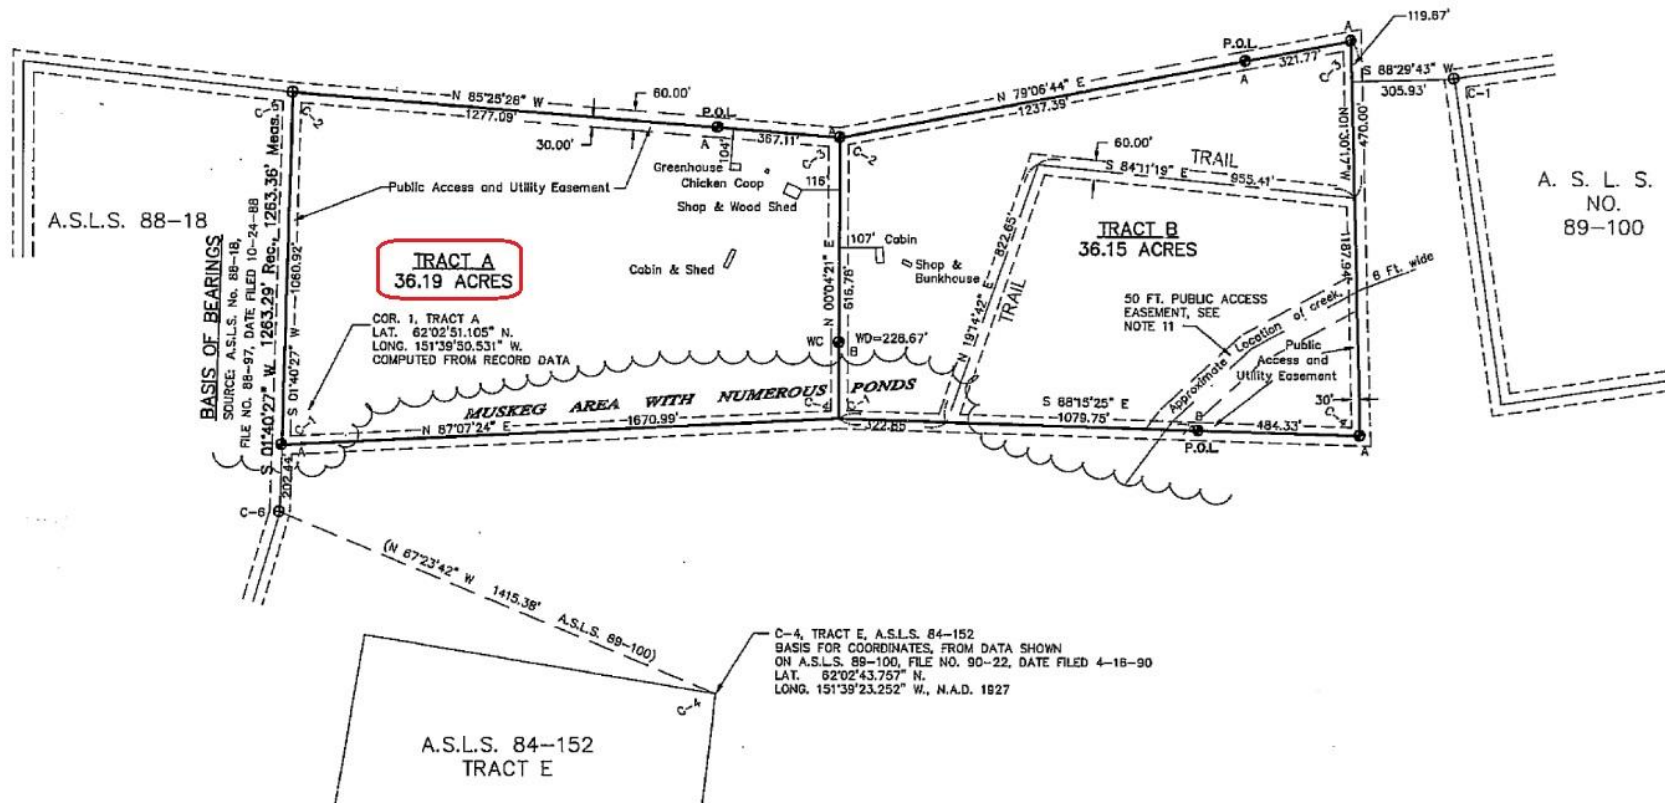 119.87'
A
P.O.L.
321.77'
A
C-3
S 88°29'43" W
305.93'
C-1
N 79°06'44" E
1237.39'
N 85°25'28" W
1277.09'
60.00'
30.00'
P.O.L.
A
367.11'
A
C-5
C-2
C-3
C-2
104'
Greenhouse
Chicken Coop
116'
Shop & Wood Shed
Public Access and Utility Easement
A.S.L.S. 88-18
TRACT A
36.19 ACRES
Cabin & Shed
107'
Cabin
Shop &
Bunkhouse
N 00°04'21" E
616.78'
WC
WD=228.67'
B
BASIS OF BEARINGS
SOURCE: A.S.L.S. No. 88-18,
FILE NO. 88-97, DATE FILED 10-24-88
S 01°40'27" W 1263.29' Rec., 1263.36' Meas.
S 01°40'27" W 1060.92'
COR. 1, TRACT A
LAT. 62°02'51.105" N.
LONG. 151°39'50.531" W.
COMPUTED FROM RECORD DATA
C-1
A
MUSKEG AREA WITH NUMEROUS PONDS
N 87°07'24" E
1670.99'
C-4
C-1
322.85'
202.44'
C-6
60.00'
TRAIL
S 84°11'19" E
955.41'
N01°30'17"W
470.00'
1187.94'
TRACT B
36.15 ACRES
N 19°14'42" E
822.65'
TRAIL
50 FT. PUBLIC ACCESS
EASEMENT, SEE
NOTE 11
Approximate Location of creek,
6 Ft. wide
Public
Access and
Utility Easement
30'
C-4
S 88°15'25" E
1079.75'
B
P.O.L.
484.33'
A
A. S. L. S.
NO.
89-100
(N 67°23'42" W 1415.38' A.S.L.S. 89-100)
C-4, TRACT E, A.S.L.S. 84-152
BASIS FOR COORDINATES, FROM DATA SHOWN
ON A.S.L.S. 89-100, FILE NO. 90-22, DATE FILED 4-16-90
LAT. 62°02'43.757" N.
LONG. 151°39'23.252" W., N.A.D. 1927
C-4
A.S.L.S. 84-152
TRACT E